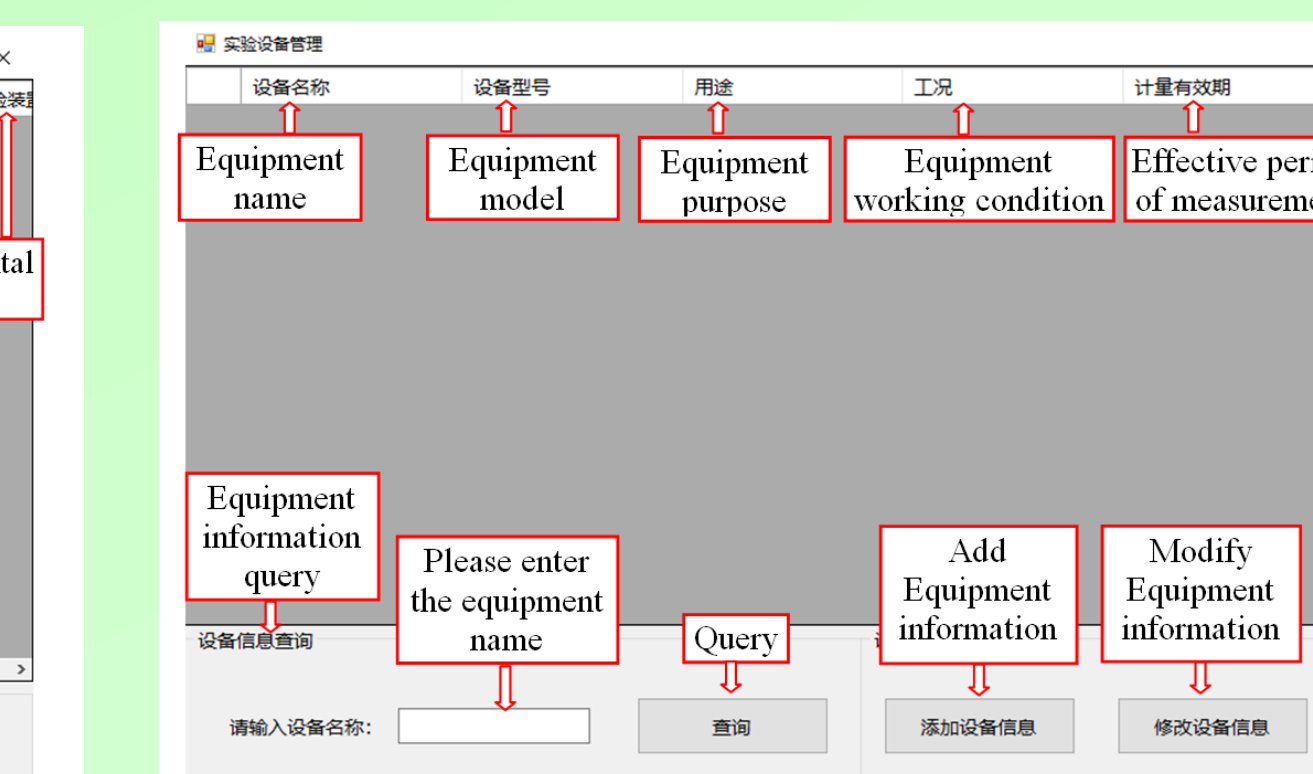 实验设备管理
设备名称 设备型号 用途 工况 计量有效期
Equipment
name
Equipment
model
Equipment
purpose
Equipment
working condition
Effective
of
tal
Equipment
information
query
Please enter
the equipment
name
Query
Add
Equipment
information
Modify
Equipment
information
设备信息查询
请输入设备名称:
查询
添加设备信息
修改设备信息